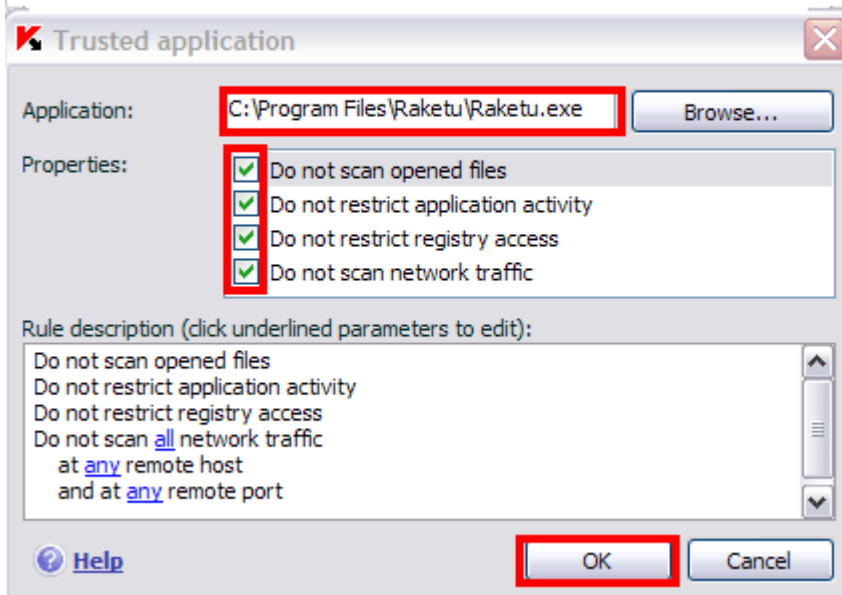 Trusted application
Application: C:\Program Files\Raketu\Raketu.exe Browse...
Properties: Do not scan opened files
Do not restrict application activity
Do not restrict registry access
Do not scan network traffic
Rule description (click underlined parameters to edit):
Do not scan opened files
Do not restrict application activity
Do not restrict registry access
Do not scan all network traffic
at any remote host
and at any remote port
Help OK Cancel